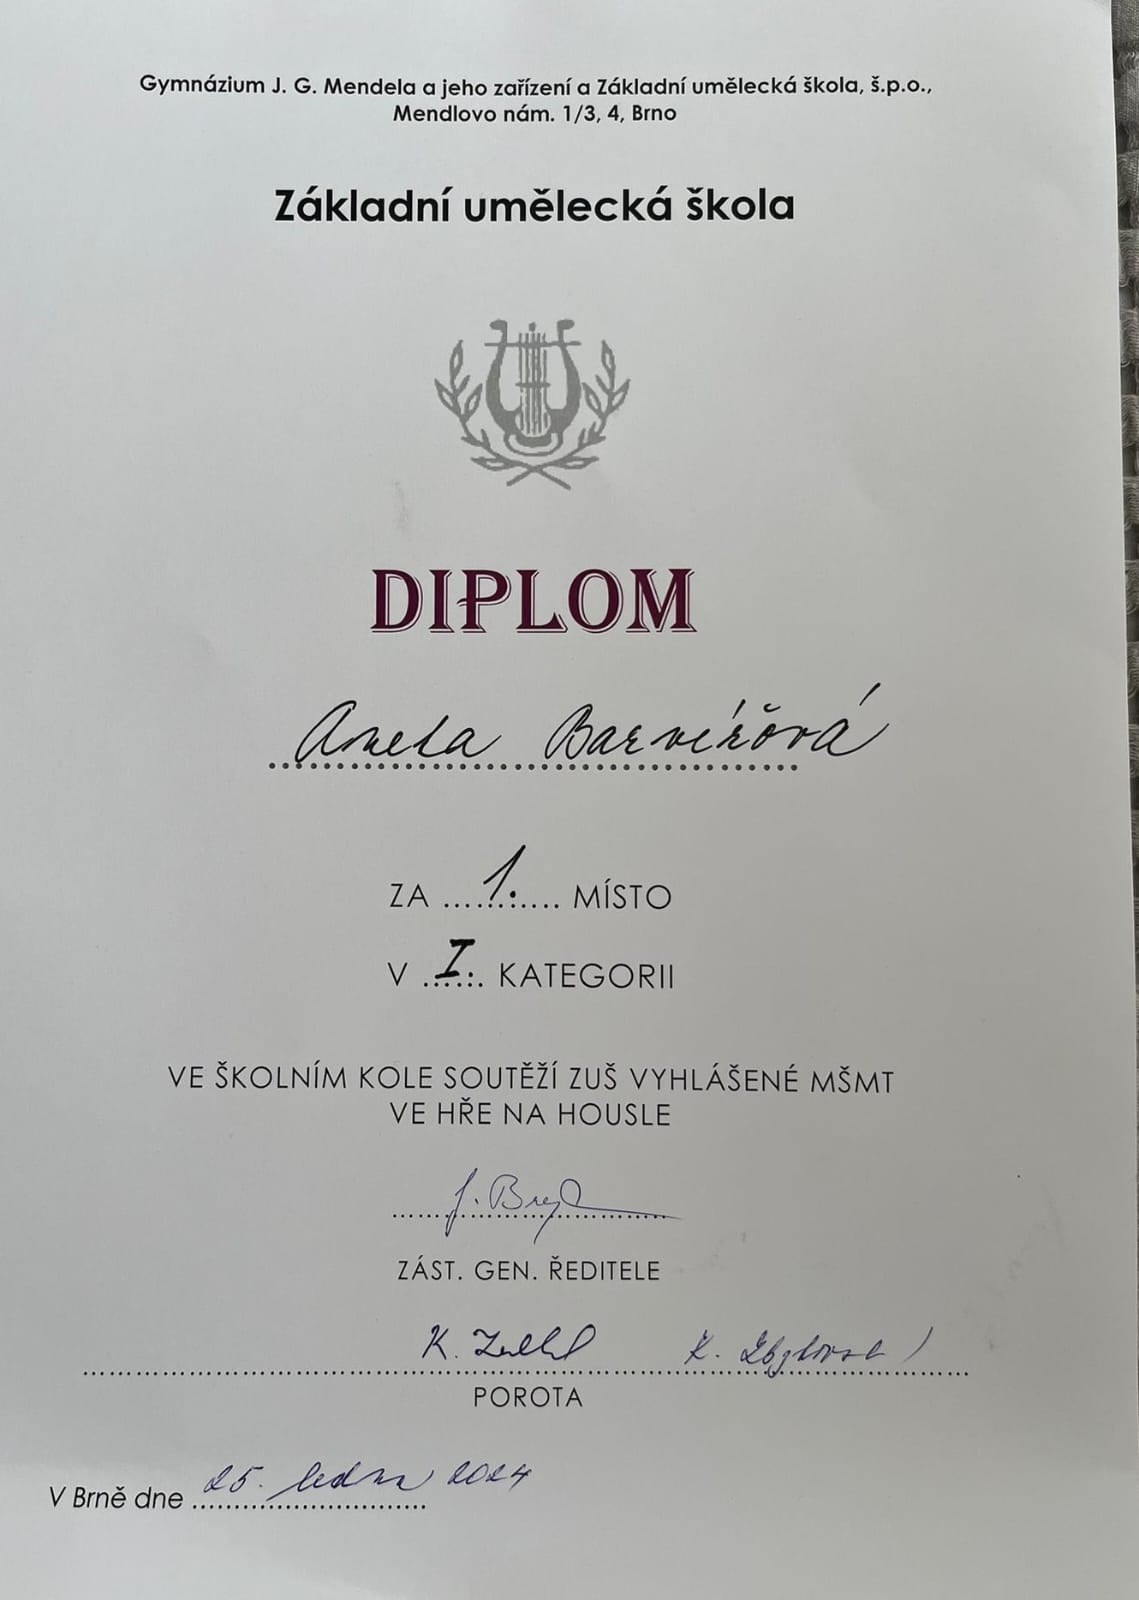 Gymnázium J. G. Mendela a jeho zařízení a Základní umělecká škola, š.p.o.,
Mendlovo nám. 1/3, 4, Brno
Základní umělecká škola
DIPLOM
Aneta Barvířová
ZA 1. MÍSTO
V I. KATEGORII
VE ŠKOLNÍM KOLE SOUTĚŽÍ ZUŠ VYHLÁŠENÉ MŠMT
VE HŘE NA HOUSLE
ZÁST. GEN. ŘEDITELE
K. K.
POROTA
V Brně dne 25. ledna 2024